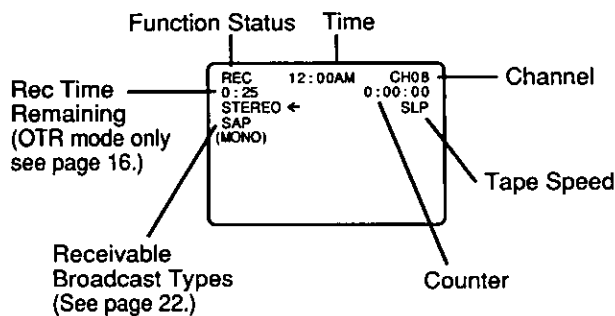 Function Status
Time
REC 12:00AM CH08
0:25 0:00:00
STEREO ← SLP
SAP
(MONO)
Channel
Rec Time
Remaining
(OTR mode only
see page 16.)
Tape Speed
Receivable
Broadcast Types
(See page 22.)
Counter